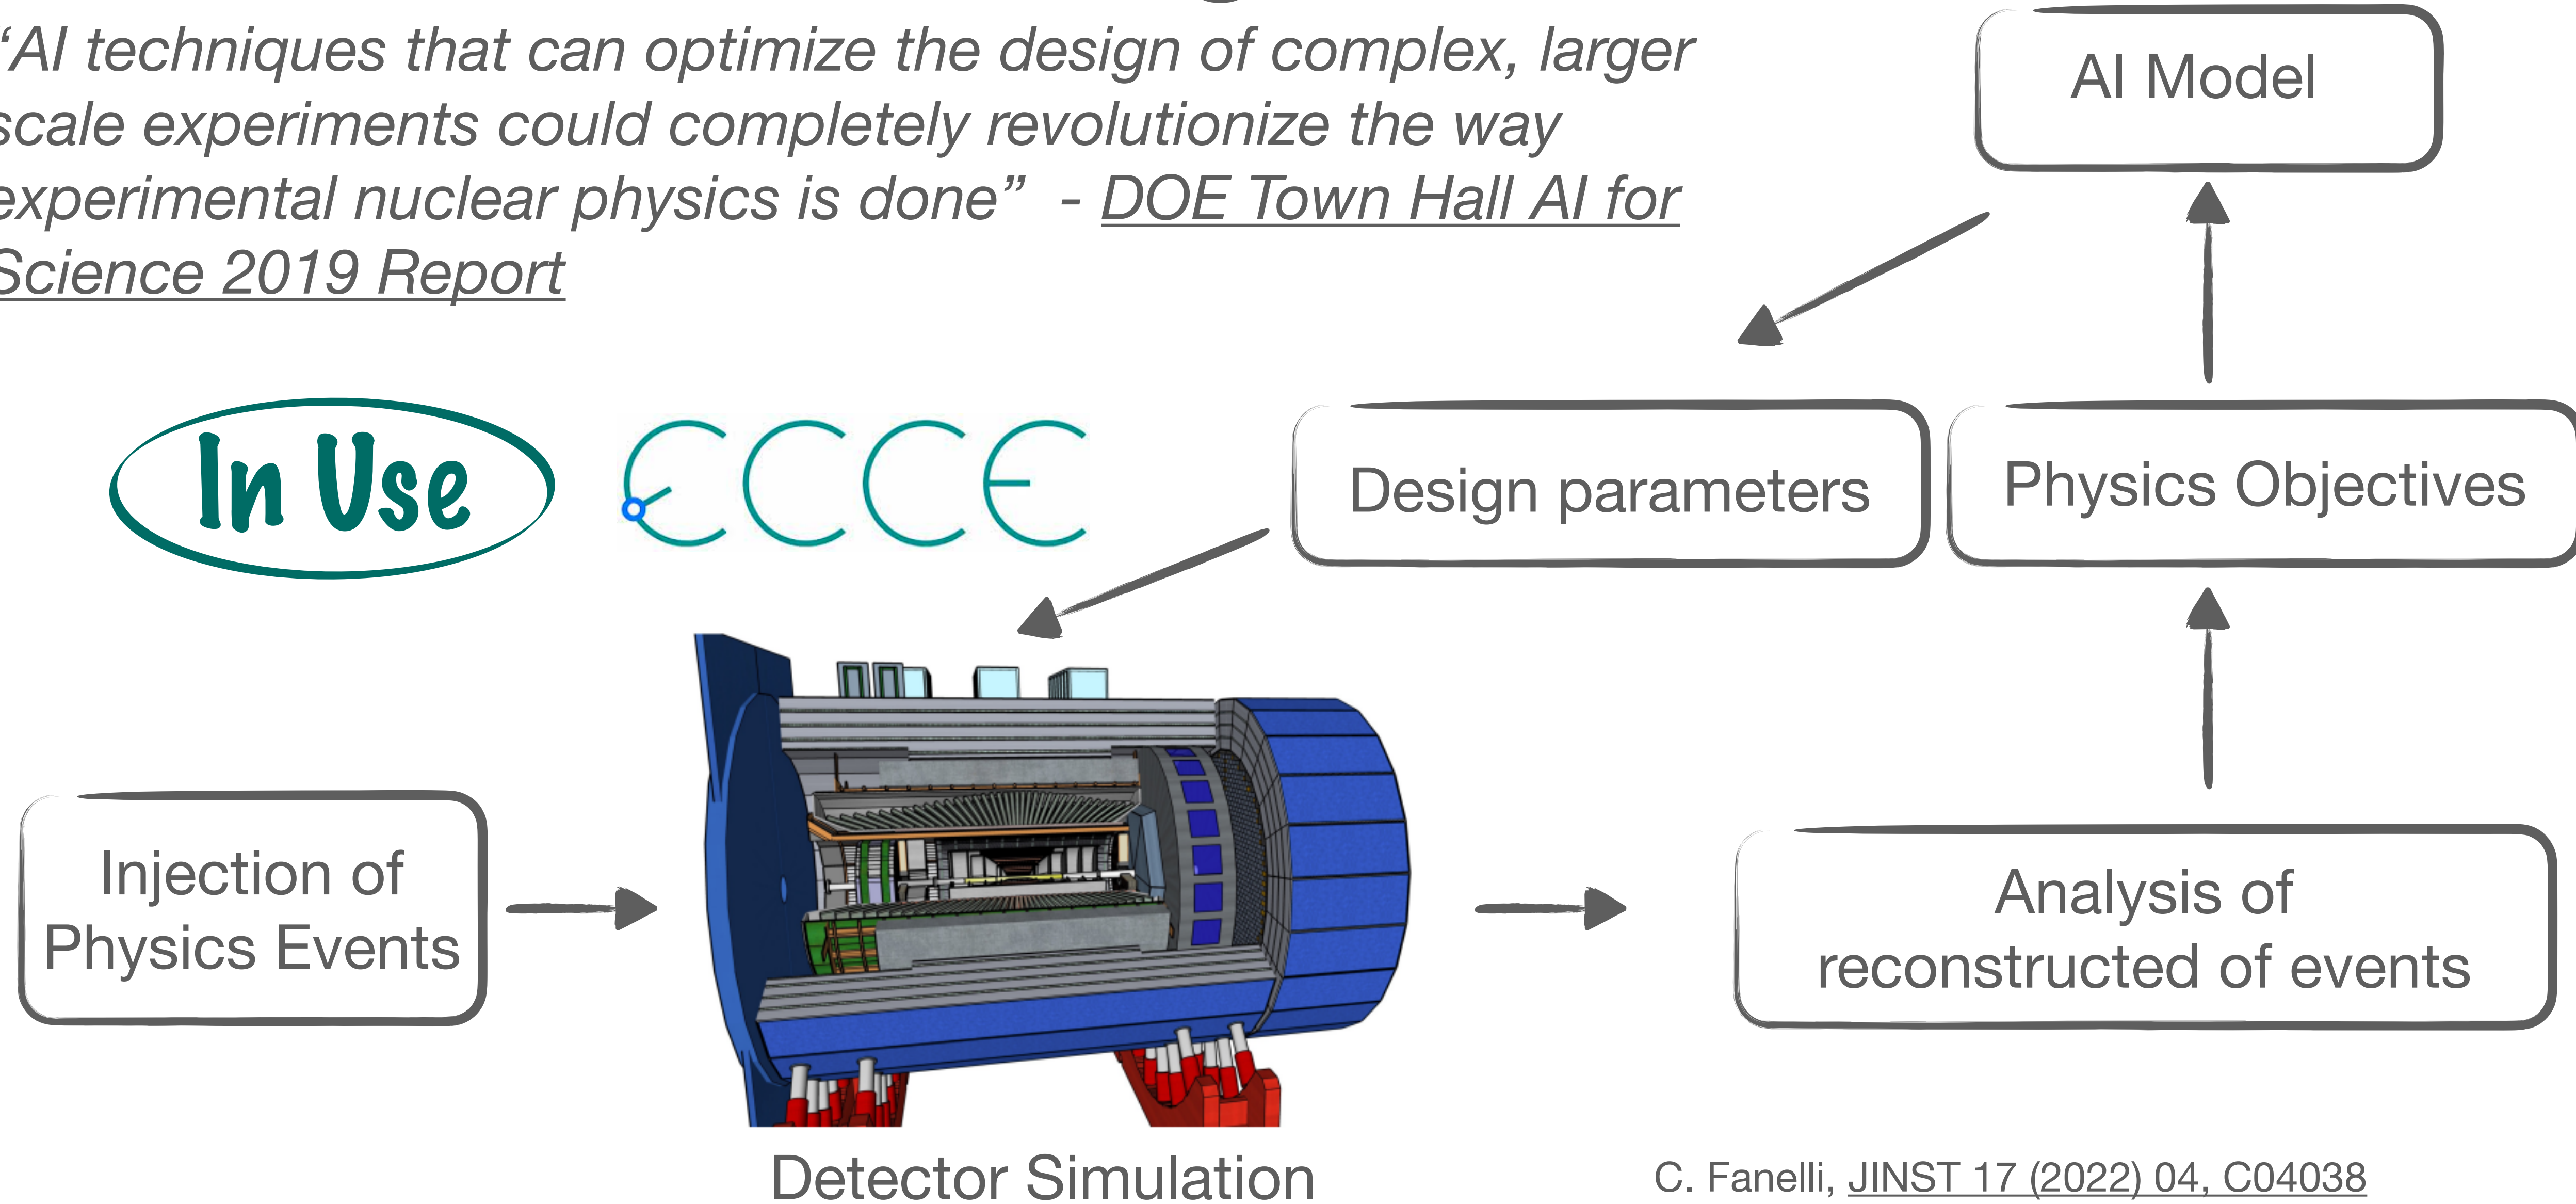 “AI techniques that can optimize the design of complex, larger
scale experiments could completely revolutionize the way
experimental nuclear physics is done” - DOE Town Hall AI for
Science 2019 Report
AI Model
In Use
ECCE
Design parameters
Physics Objectives
Injection of
Physics Events
Analysis of
reconstructed of events
Detector Simulation
C. Fanelli, JINST 17 (2022) 04, C04038